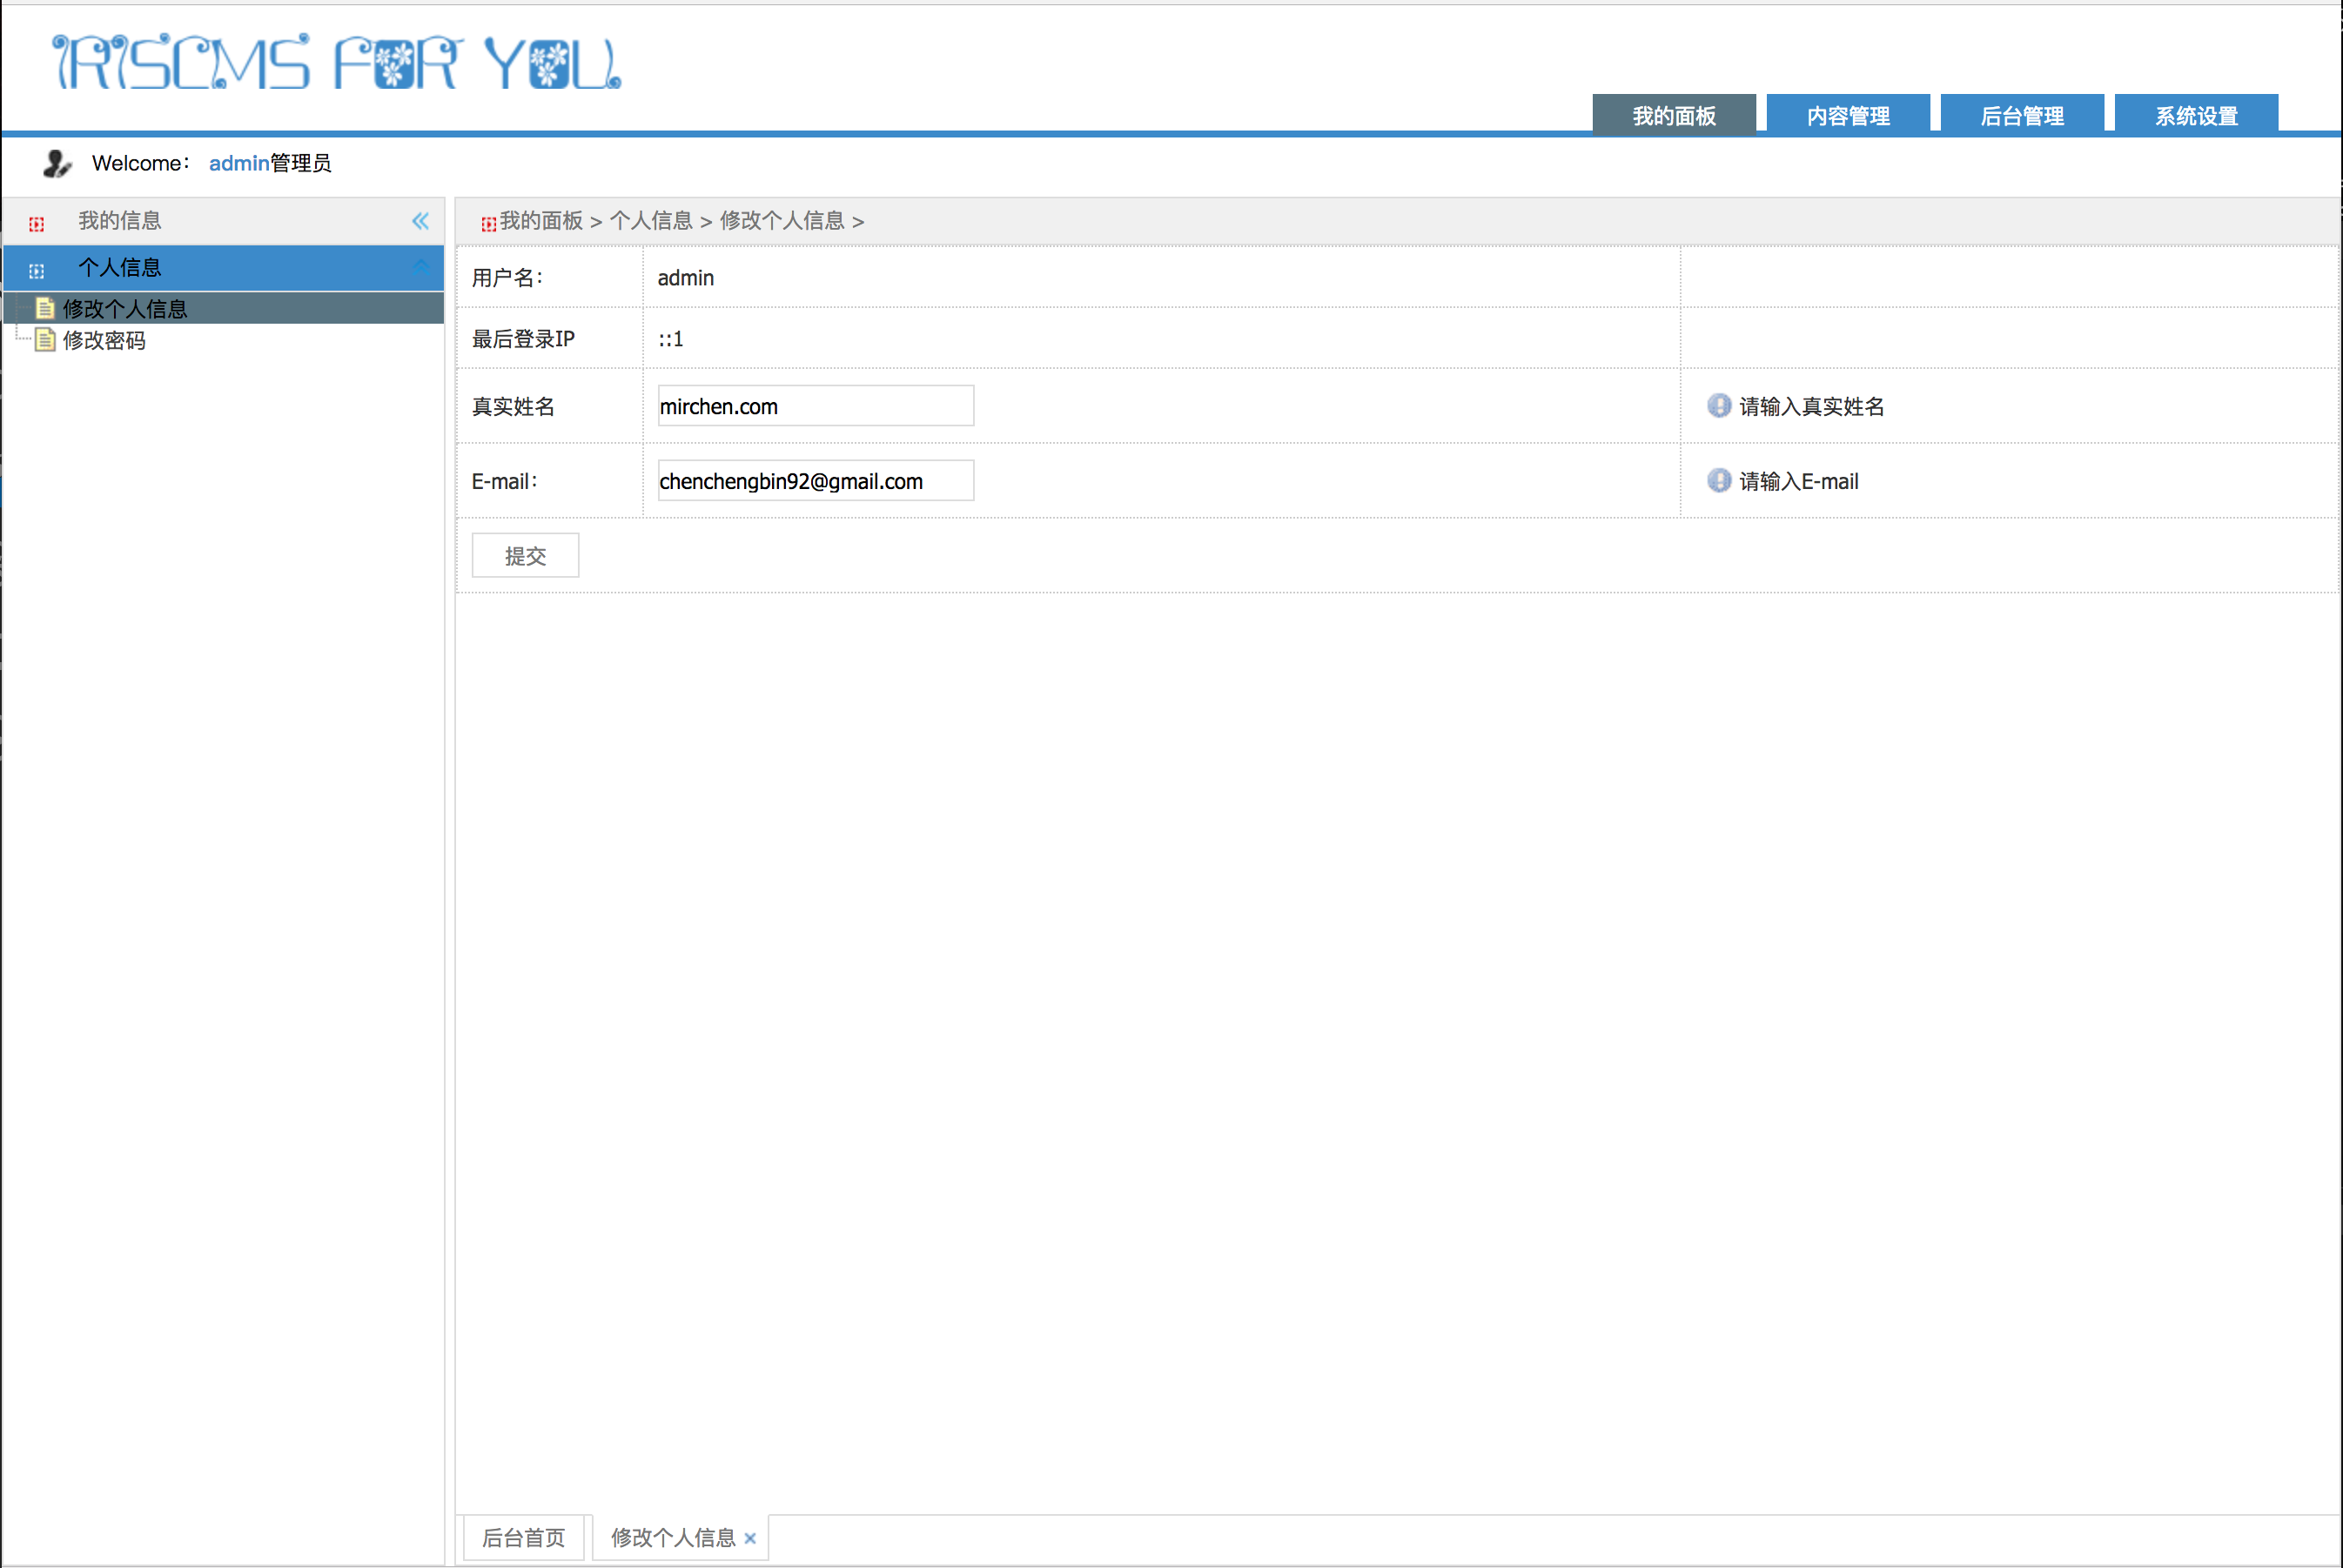 IRISCMS FOR YOU
我的面板 内容管理 后台管理 系统设置
Welcome： admin管理员
我的信息
个人信息
修改个人信息
修改密码
我的面板 > 个人信息 > 修改个人信息 >
用户名： admin
最后登录IP ::1
真实姓名 mirchen.com 请输入真实姓名
E-mail： chenchengbin92@gmail.com 请输入E-mail
提交
后台首页 修改个人信息